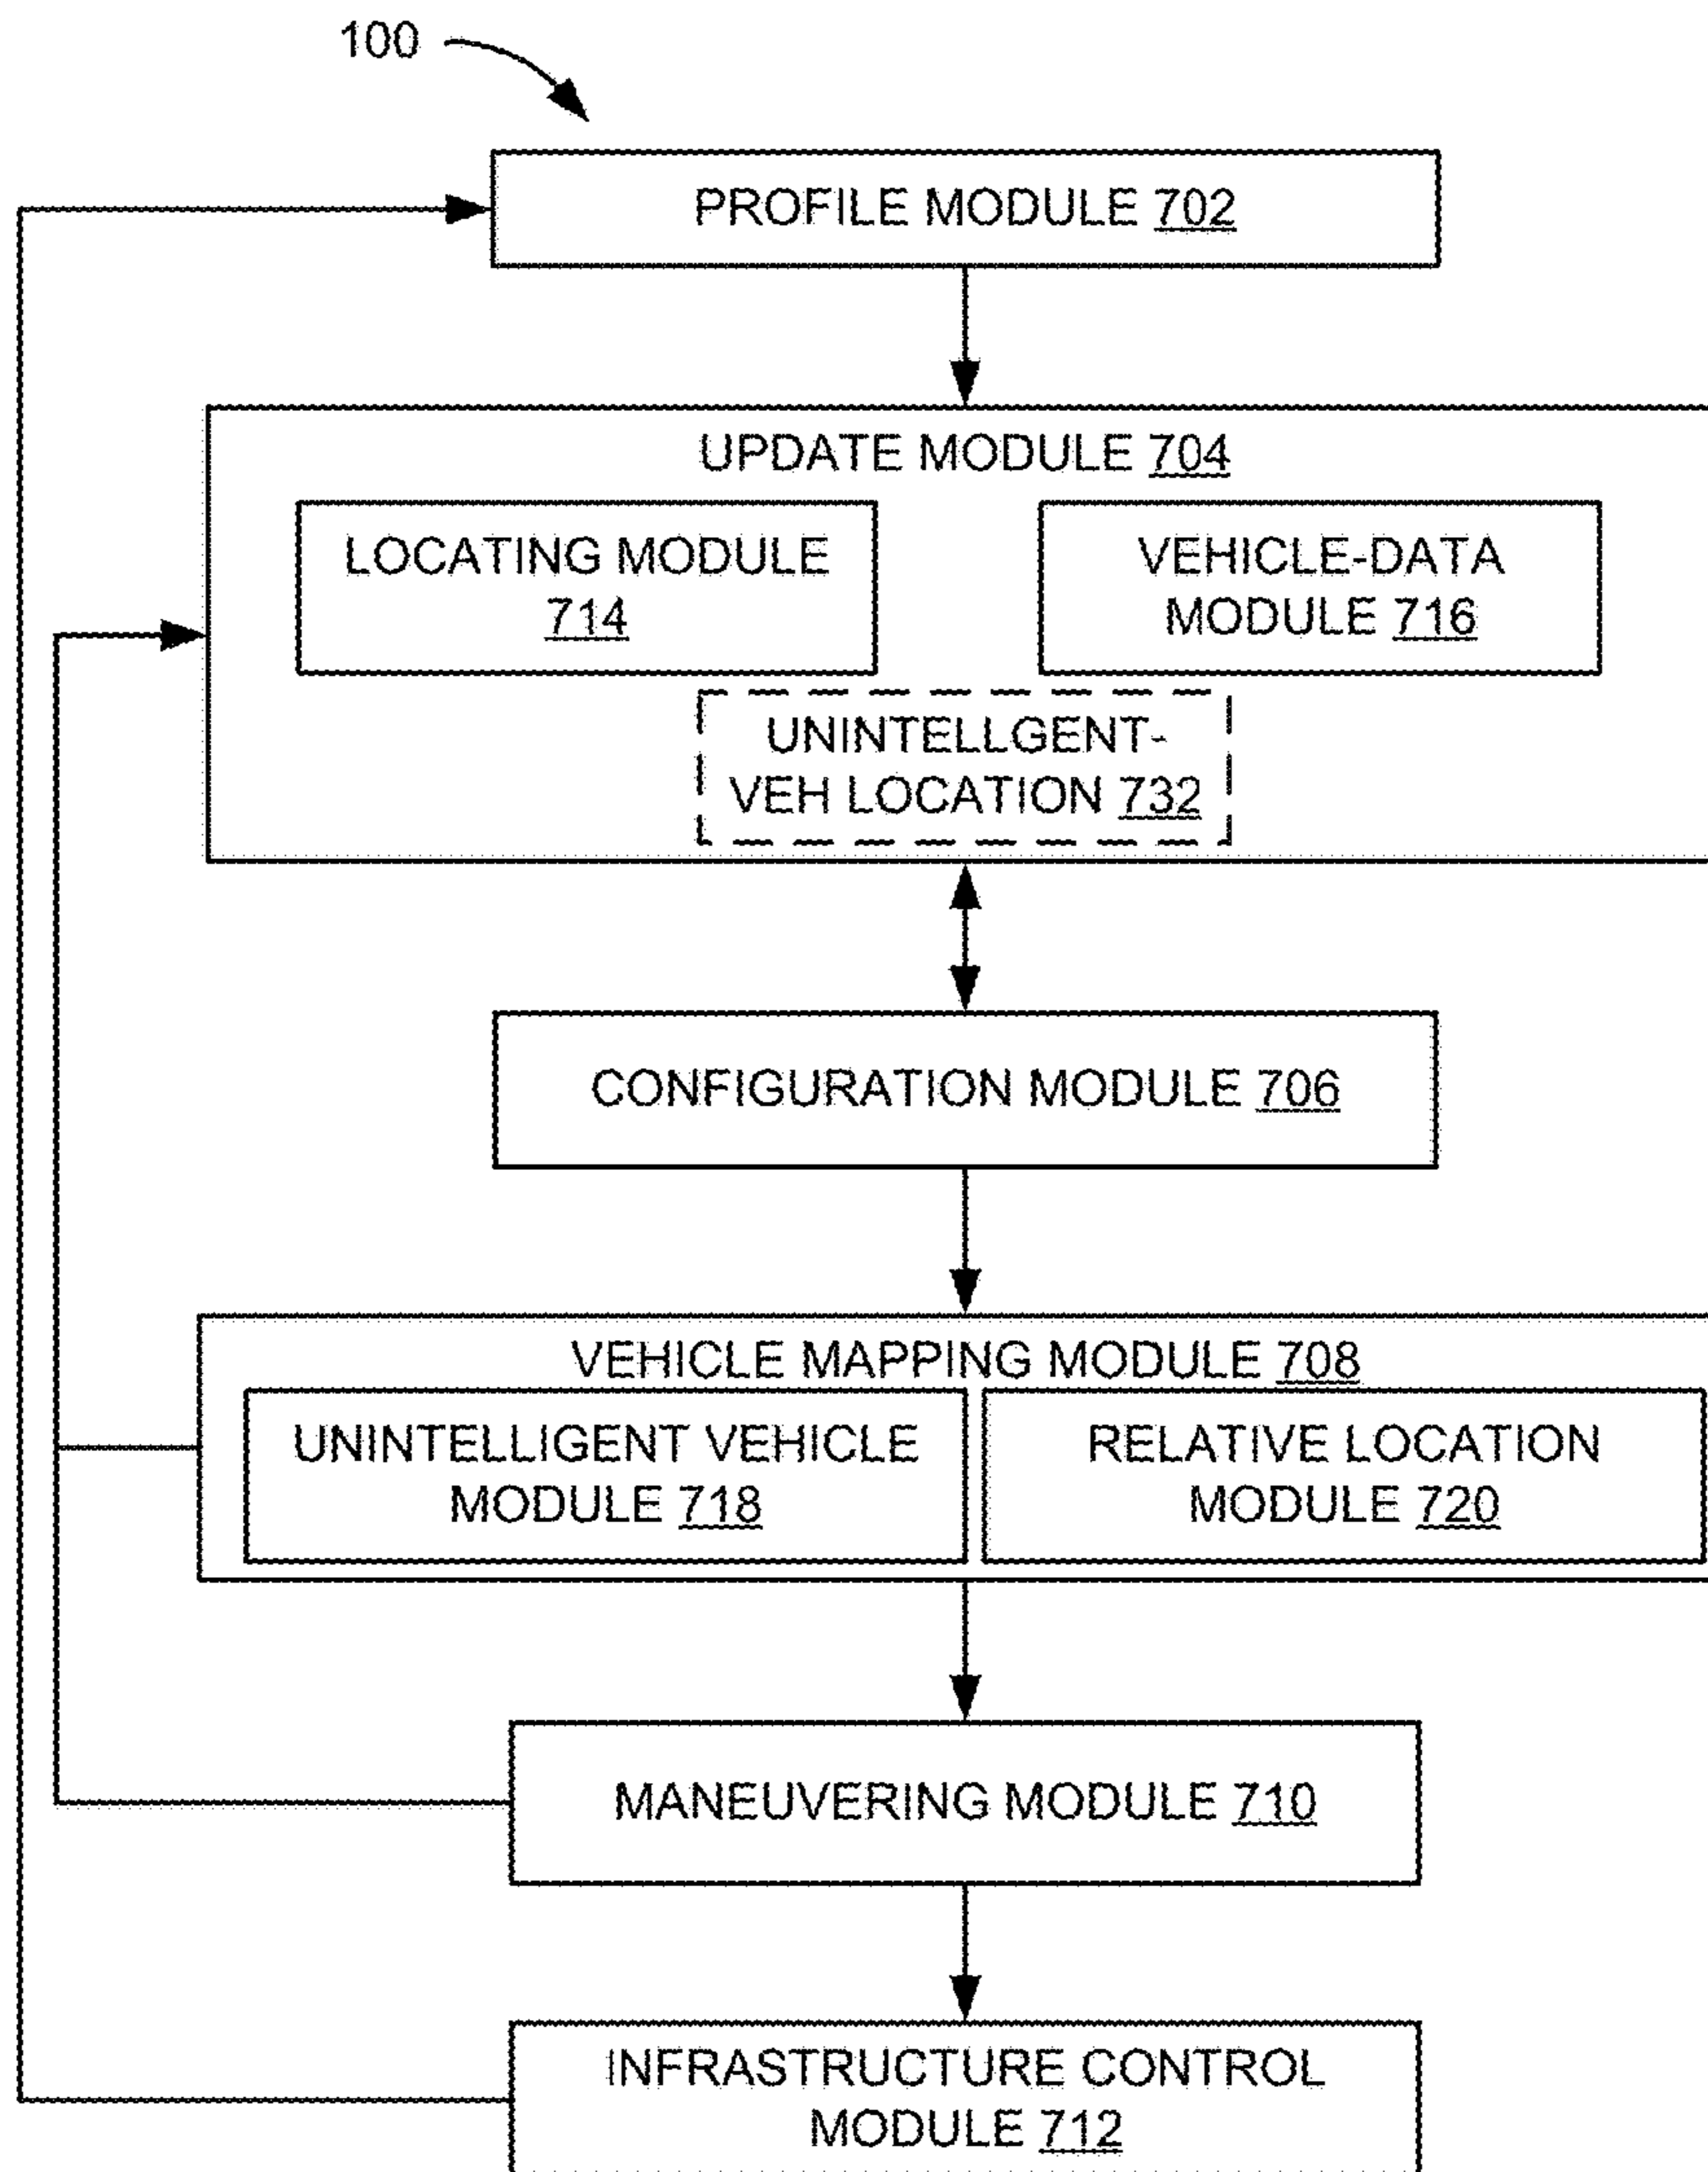 100
PROFILE MODULE 702
UPDATE MODULE 704
LOCATING MODULE
714
VEHICLE-DATA
MODULE 716
UNINTELLGENT-
VEH LOCATION 732
CONFIGURATION MODULE 706
VEHICLE MAPPING MODULE 708
UNINTELLIGENT VEHICLE
MODULE 718
RELATIVE LOCATION
MODULE 720
MANEUVERING MODULE 710
INFRASTRUCTURE CONTROL
MODULE 712